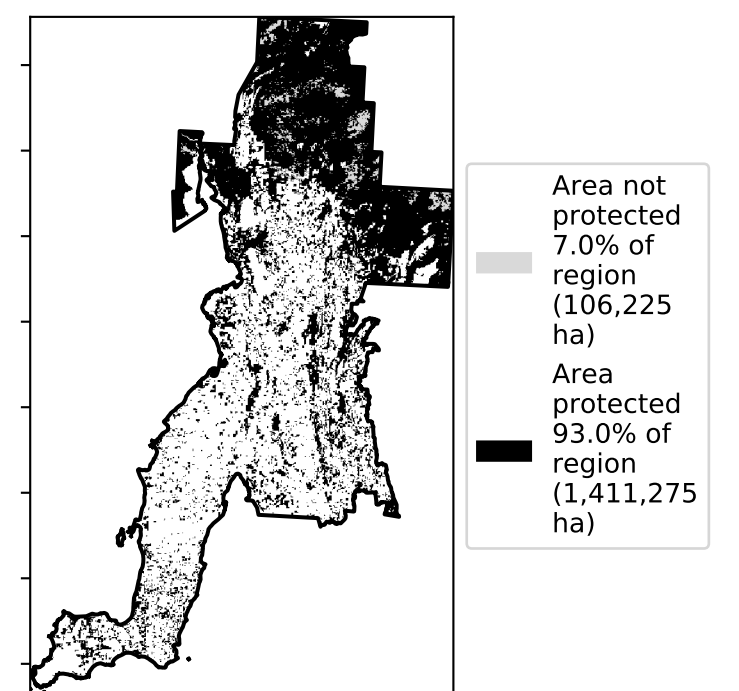 Area not
protected
7.0% of
region
(106,225
ha)
Area
protected
93.0% of
region
(1,411,275
ha)